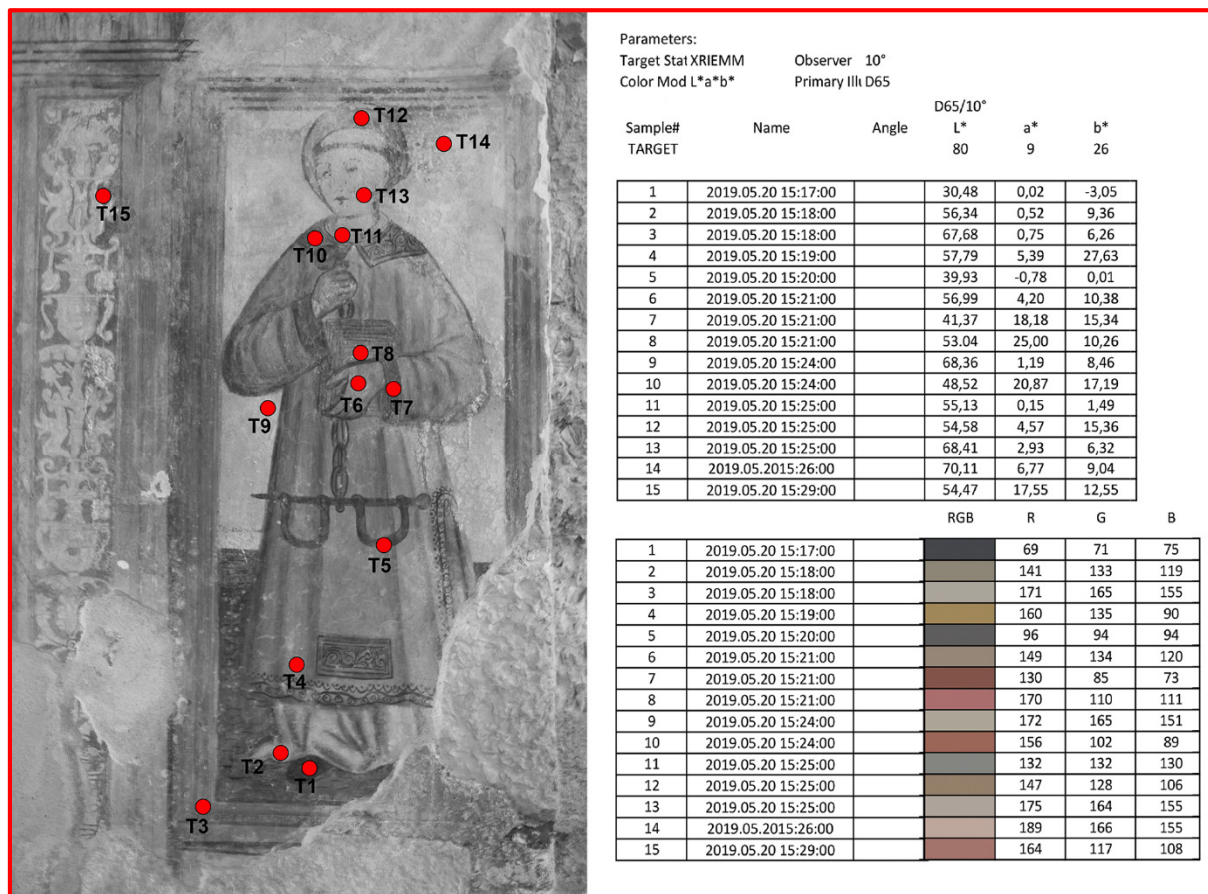 T12
T14
T13
T15
T11
T10
T8
T6
T7
T9
T5
T4
T2
T1
T3
Parameters:
Target Stat XRIEMM Observer 10°
Color Mod L*a*b* Primary Illu D65
D65/10°
Sample# Name Angle L* a* b*
TARGET 80 9 26
1 2019.05.20 15:17:00 30,48 0,02 -3,05
2 2019.05.20 15:18:00 56,34 0,52 9,36
3 2019.05.20 15:18:00 67,68 0,75 6,26
4 2019.05.20 15:19:00 57,79 5,39 27,63
5 2019.05.20 15:20:00 39,93 -0,78 0,01
6 2019.05.20 15:21:00 56,99 4,20 10,38
7 2019.05.20 15:21:00 41,37 18,18 15,34
8 2019.05.20 15:21:00 53.04 25,00 10,26
9 2019.05.20 15:24:00 68,36 1,19 8,46
10 2019.05.20 15:24:00 48,52 20,87 17,19
11 2019.05.20 15:25:00 55,13 0,15 1,49
12 2019.05.20 15:25:00 54,58 4,57 15,36
13 2019.05.20 15:25:00 68,41 2,93 6,32
14 2019.05.2015:26:00 70,11 6,77 9,04
15 2019.05.20 15:29:00 54,47 17,55 12,55
RGB R G B
1 2019.05.20 15:17:00 69 71 75
2 2019.05.20 15:18:00 141 133 119
3 2019.05.20 15:18:00 171 165 155
4 2019.05.20 15:19:00 160 135 90
5 2019.05.20 15:20:00 96 94 94
6 2019.05.20 15:21:00 149 134 120
7 2019.05.20 15:21:00 130 85 73
8 2019.05.20 15:21:00 170 110 111
9 2019.05.20 15:24:00 172 165 151
10 2019.05.20 15:24:00 156 102 89
11 2019.05.20 15:25:00 132 132 130
12 2019.05.20 15:25:00 147 128 106
13 2019.05.20 15:25:00 175 164 155
14 2019.05.2015:26:00 189 166 155
15 2019.05.20 15:29:00 164 117 108